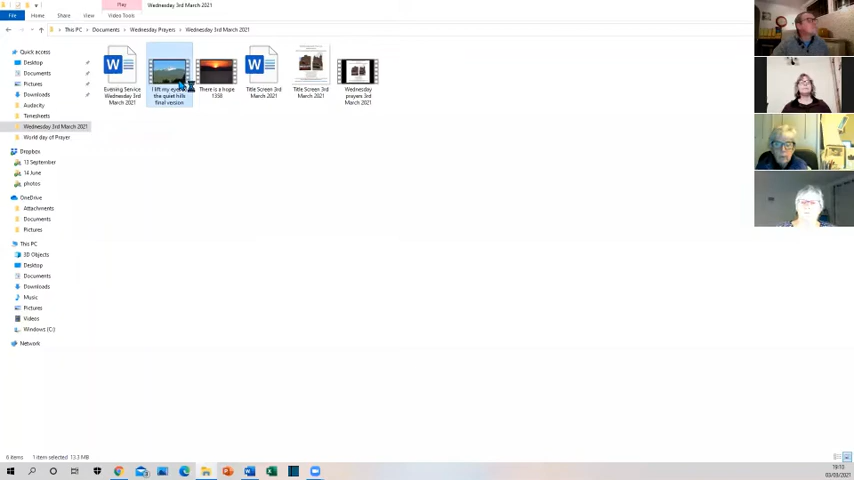 Play
Wednesday 3rd March 2021
File
Home
Share
View
Video Tools
This PC
Documents
Wednesday Prayers
Wednesday 3rd March 2021
Quick access
Desktop
Documents
Pictures
Downloads
Audacity
Timesheets
Wednesday 3rd March 2021
World day of Prayer
Dropbox
13 September
14 June
photos
OneDrive
Attachments
Documents
Pictures
This PC
3D Objects
Desktop
Documents
Downloads
Music
Pictures
Videos
Windows (C:)
Network
Evening Service
Wednesday 3rd
March 2021
I lift my eyes
the quiet hills
final version
There is a hope
1358
Title Screen 3rd
March 2021
Title Screen 3rd
March 2021
Wednesday
prayers 3rd
March 2021
6 items
1 item selected 13.3 MB
19:10
03/03/2021